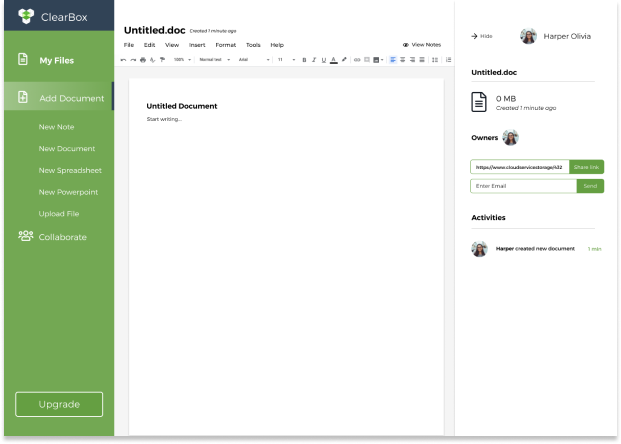 ClearBox
My Files
Add Document
New Note
New Document
New Spreadsheet
New Powerpoint
Upload File
Collaborate
Upgrade
Untitled.doc Created 1 minute ago
File Edit View Insert Format Tools Help
View Notes
100% Normal text Arial 11 B I U A
Untitled Document
Start writing...
Hide
Harper Olivia
Untitled.doc
0 MB
Created 1 minute ago
Owners
https://www.cloudservicestorage/432 Share link
Enter Email Send
Activities
Harper created new document 1 min